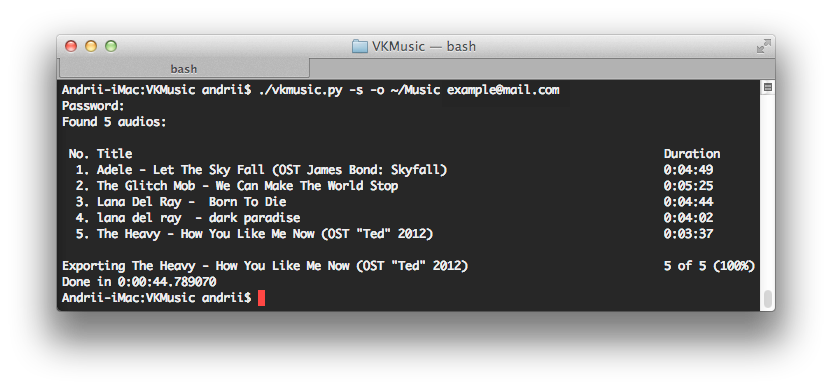 VKMusic — bash
bash
Andrii-iMac:VKMusic andrii$ ./vkmusic.py -s -o ~/Music example@mail.com
Password:
Found 5 audios:
No. Title Duration
1. Adele - Let The Sky Fall (OST James Bond: Skyfall) 0:04:49
2. The Glitch Mob - We Can Make The World Stop 0:05:25
3. Lana Del Ray -  Born To Die 0:04:44
4. lana del ray  - dark paradise 0:04:02
5. The Heavy - How You Like Me Now (OST "Ted" 2012) 0:03:37
Exporting The Heavy - How You Like Me Now (OST "Ted" 2012) 5 of 5 (100%)
Done in 0:00:44.789070
Andrii-iMac:VKMusic andrii$